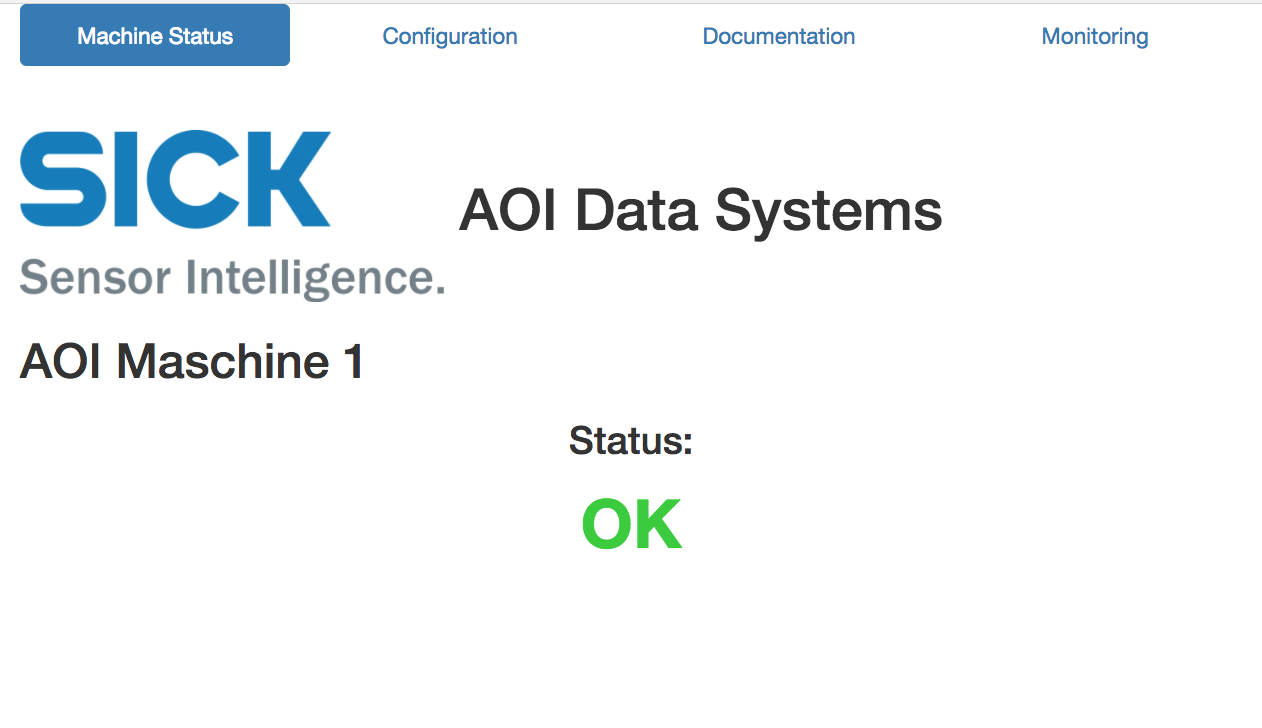 Machine Status Configuration Documentation Monitoring
SICK
AOI Data Systems
Sensor Intelligence.
AOI Maschine 1
Status:
OK